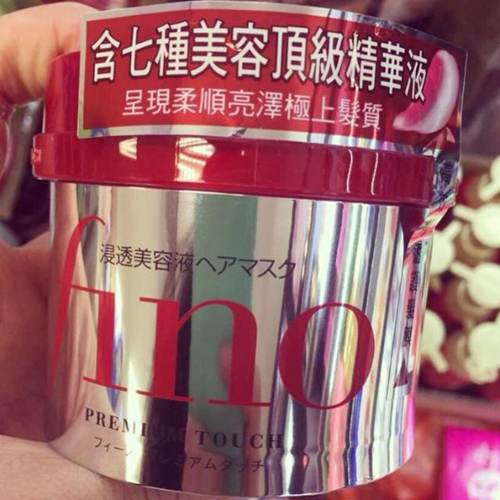 含七種美容頂級精華液
呈現柔順亮澤極上髮質
浸透美容液ヘアマスク
fino
PREMIUM TOUCH
フィーノ プレミアムタッチ